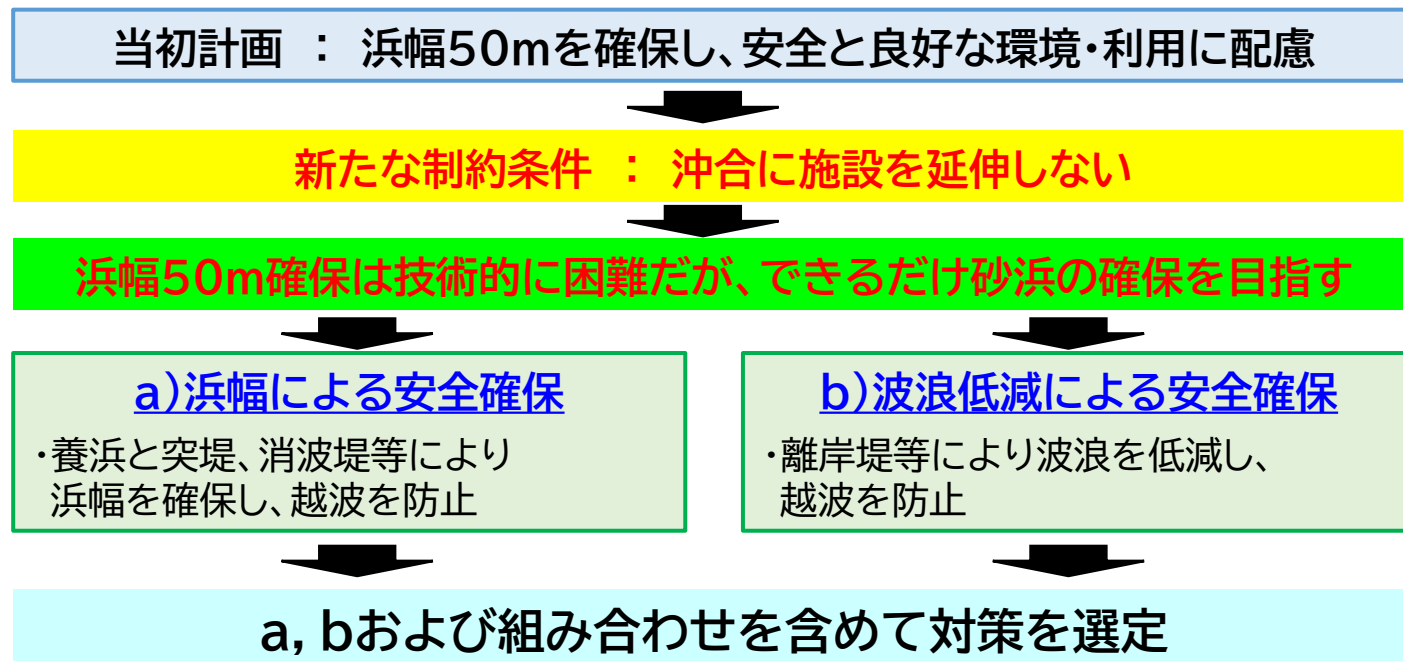 当初計画 ： 浜幅50mを確保し、安全と良好な環境・利用に配慮
新たな制約条件 ： 沖合に施設を延伸しない
浜幅50m確保は技術的に困難だが、できるだけ砂浜の確保を目指す
a)浜幅による安全確保
・養浜と突堤、消波堤等により
浜幅を確保し、越波を防止
b)波浪低減による安全確保
・離岸堤等により波浪を低減し、
越波を防止
a, bおよび組み合わせを含めて対策を選定